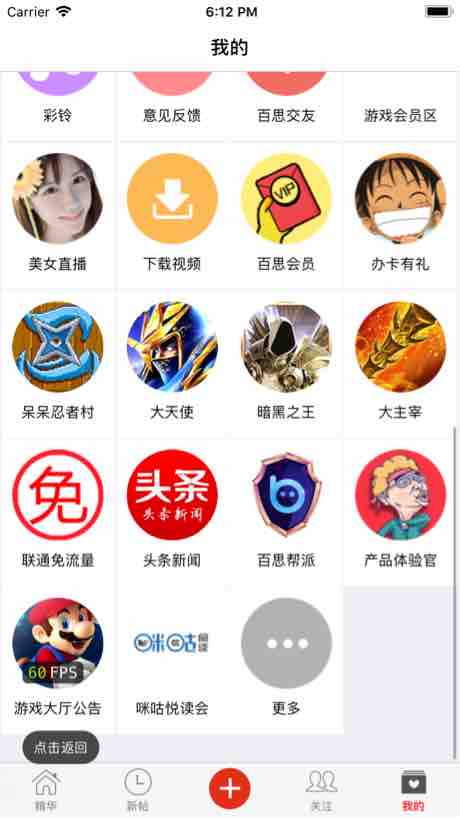 Carrier 6:12 PM
我的
彩铃 意见反馈 百思交友 游戏会员区
VIP
美女直播 下载视频 百思会员 办卡有礼
呆呆忍者村 大天使 暗黑之王 大主宰
免 头条
头条新闻
联通免流量 头条新闻 百思帮派 产品体验官
60 FPS
咪咕阅读
游戏大厅公告 咪咕悦读会 更多
点击返回
精华 新帖 关注 我的